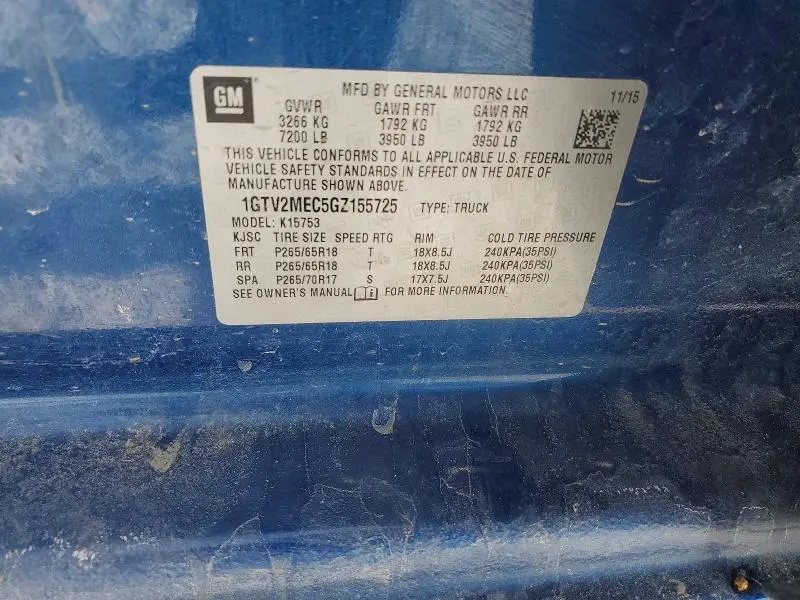 GM
MFD BY GENERAL MOTORS LLC 11/15
GVWR GAWR FRT GAWR RR
3266 KG 1792 KG 1792 KG
7200 LB 3950 LB 3950 LB
THIS VEHICLE CONFORMS TO ALL APPLICABLE U.S. FEDERAL MOTOR
VEHICLE SAFETY STANDARDS IN EFFECT ON THE DATE OF
MANUFACTURE SHOWN ABOVE.
1GTV2MEC5GZ155725 TYPE: TRUCK
MODEL: K15753
KJSC TIRE SIZE SPEED RTG RIM COLD TIRE PRESSURE
FRT P265/65R18 T 18X8.5J 240KPA(35PSI)
RR P265/65R18 T 18X8.5J 240KPA(35PSI)
SPA P265/70R17 S 17X7.5J 240KPA(35PSI)
SEE OWNER'S MANUAL FOR MORE INFORMATION.